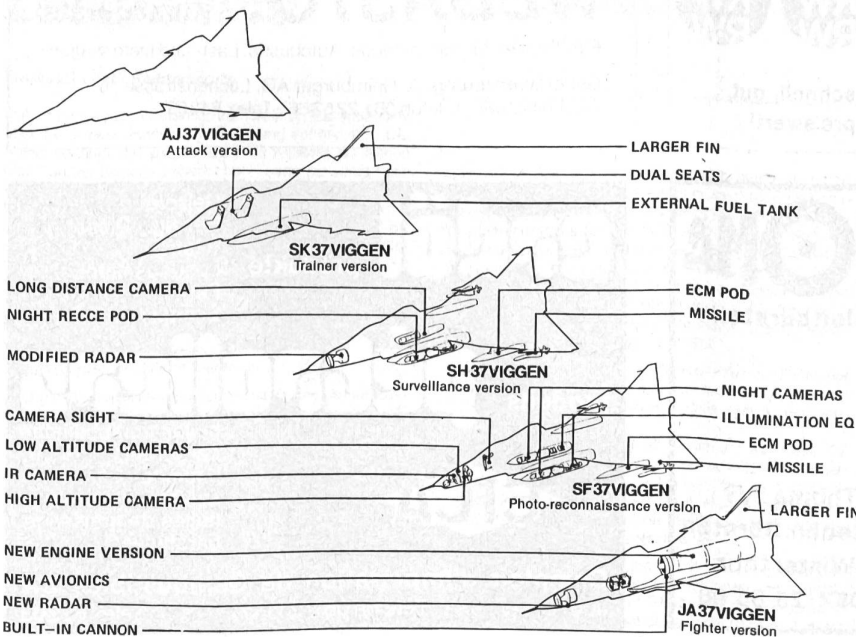 schnell, gut,
preiswert!
AJ37VIGGEN
Attack version
LARGER FIN
DUAL SEATS
EXTERNAL FUEL TANK
SK37VIGGEN
Trainer version
LONG DISTANCE CAMERA
NIGHT RECCE POD
MODIFIED RADAR
ECM POD
MISSILE
SH37VIGGEN
Surveillance version
CAMERA SIGHT
LOW ALTITUDE CAMERAS
IR CAMERA
HIGH ALTITUDE CAMERA
NIGHT CAMERAS
ILLUMINATION EQ
ECM POD
MISSILE
SF37VIGGEN
Photo-reconnaissance version
LARGER FIN
NEW ENGINE VERSION
NEW AVIONICS
NEW RADAR
BUILT-IN CANNON
JA37VIGGEN
Fighter version